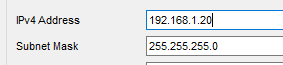 IPv4 Address 192.168.1.20
Subnet Mask 255.255.255.0